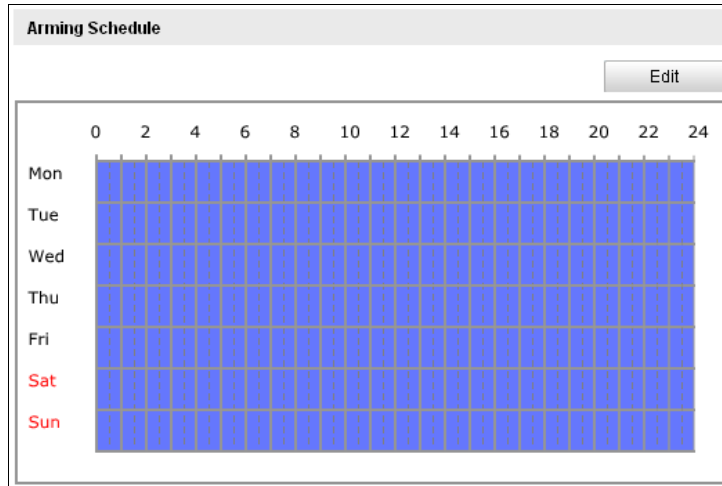 Arming Schedule
Edit
0 2 4 6 8 10 12 14 16 18 20 22 24
Mon
Tue
Wed
Thu
Fri
Sat
Sun